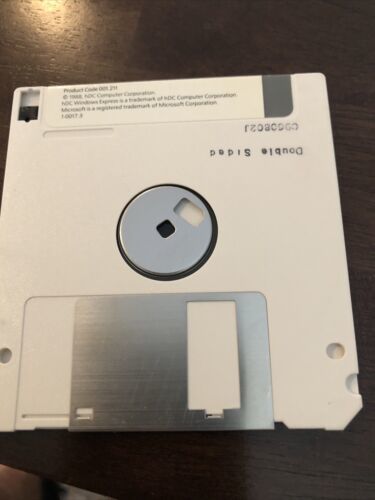 Product Code 001.211
© 1988, hDC Computer Corporation.
hDC Windows Express is a trademark of hDC Computer Corporation.
Microsoft is a registered trademark of Microsoft Corporation.
1-0017.3
Double Sided